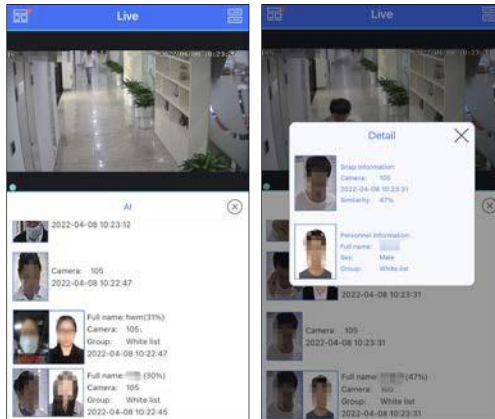 Live
AI
2022-04-08 10:23:12
Camera: 105
2022-04-08 10:22:47
Full name: hwm(31%)
Camera: 105.
Group: White list
2022-04-08 10:22:47
Full name: (30%)
Camera: 105
Group: White list
2022-04-08 10:22:45
Live
Detail
Snap Information:
Camera: 105
2022-04-08 10:23:31
Similarity: 47%
Personnel Information:
Full name:
Sex: Male
Group: White list
2022-04-08 10:23:31
Camera: 105
2022-04-08 10:23:31
Full name: (47%)
Camera: 105
Group: White list
2022-04-08 10:23:31